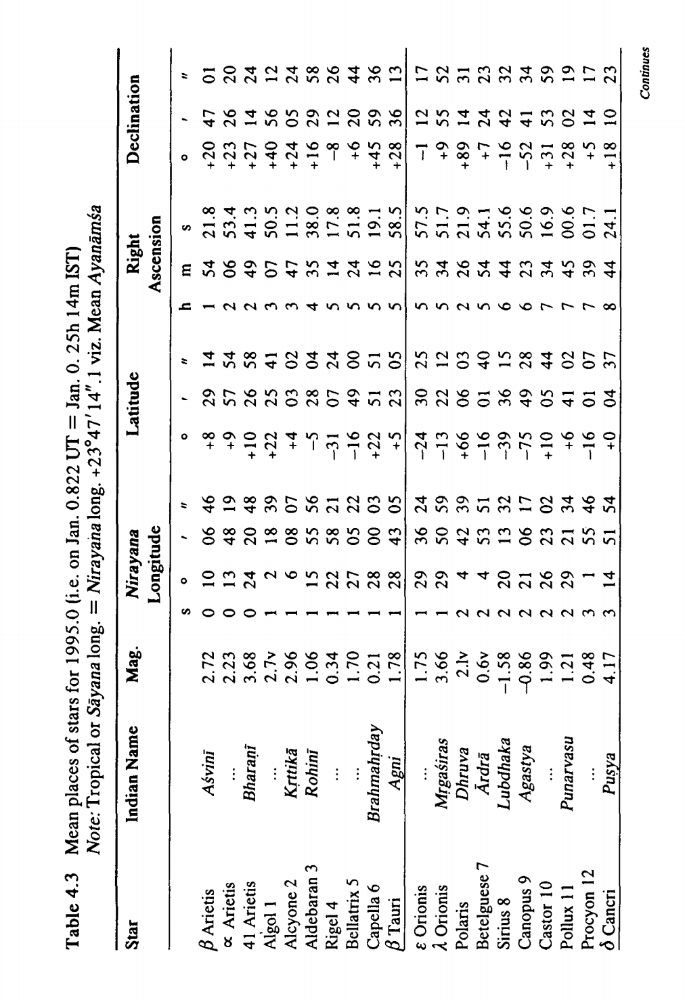 Table 4.3 Mean places of stars for 1995.0 (i.e. on Jan. 0.822 UT = Jan. 0. 25h 14m IST)
Note: Tropical or Sāyana long. = Nirayana long. +23°47′14″.1 viz. Mean Ayanāmśa
Star Indian Name Mag. Nirayana Longitude Latitude Right Ascension Declination
s ° ′ ″ ° ′ ″ h m s ° ′ ″
β Arietis Aśvinī 2.72 0 10 06 46 +8 29 14 1 54 21.8 +20 47 01
α Arietis ... 2.23 0 13 48 19 +9 57 54 2 06 53.4 +23 26 20
41 Arietis Bharaṇī 3.68 0 24 20 48 +10 26 58 2 49 41.3 +27 14 24
Algol 1 ... 2.7v 1 2 18 39 +22 25 41 3 07 50.5 +40 56 12
Alcyone 2 Kṛttikā 2.96 1 6 08 07 +4 03 02 3 47 11.2 +24 05 24
Aldebaran 3 Rohinī 1.06 1 15 55 56 −5 28 04 4 35 38.0 +16 29 58
Rigel 4 ... 0.34 1 22 58 21 −31 07 24 5 14 17.8 −8 12 26
Bellatrix 5 ... 1.70 1 27 05 22 −16 49 00 5 24 51.8 +6 20 44
Capella 6 Brahmahṛday 0.21 1 28 00 03 +22 51 51 5 16 19.1 +45 59 36
β Tauri Agni 1.78 1 28 43 05 +5 23 05 5 25 58.5 +28 36 13
ε Orionis ... 1.75 1 29 36 24 −24 30 25 5 35 57.5 −1 12 17
λ Orionis Mṛgaśiras 3.66 1 29 50 59 −13 22 12 5 34 51.7 +9 55 52
Polaris Dhruva 2.1v 2 4 42 39 +66 06 03 2 26 21.9 +89 14 31
Betelguese 7 Ārdrā 0.6v 2 4 53 51 −16 01 40 5 54 54.1 +7 24 23
Sirius 8 Lubdhaka −1.58 2 20 13 32 −39 36 15 6 44 55.6 −16 42 32
Canopus 9 Agastya −0.86 2 21 06 17 −75 49 28 6 23 50.6 −52 41 34
Castor 10 ... 1.99 2 26 23 02 +10 05 44 7 34 16.9 +31 53 59
Pollux 11 Punarvasu 1.21 2 29 21 34 +6 41 02 7 45 00.6 +28 02 19
Procyon 12 ... 0.48 3 1 55 46 −16 01 07 7 39 01.7 +5 14 17
δ Cancri Puṣya 4.17 3 14 51 54 +0 04 37 8 44 24.1 +18 10 23
Continues